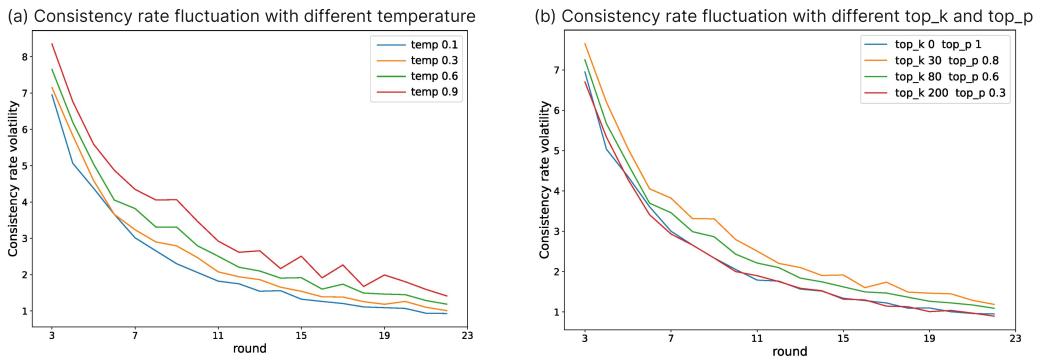 (a) Consistency rate fluctuation with different temperature
Consistency rate volatility
8
7
6
5
4
3
2
1
temp 0.1
temp 0.3
temp 0.6
temp 0.9
3 7 11 15 19 23
round
(b) Consistency rate fluctuation with different top_k and top_p
Consistency rate volatility
7
6
5
4
3
2
1
top_k 0 top_p 1
top_k 30 top_p 0.8
top_k 80 top_p 0.6
top_k 200 top_p 0.3
3 7 11 15 19 23
round